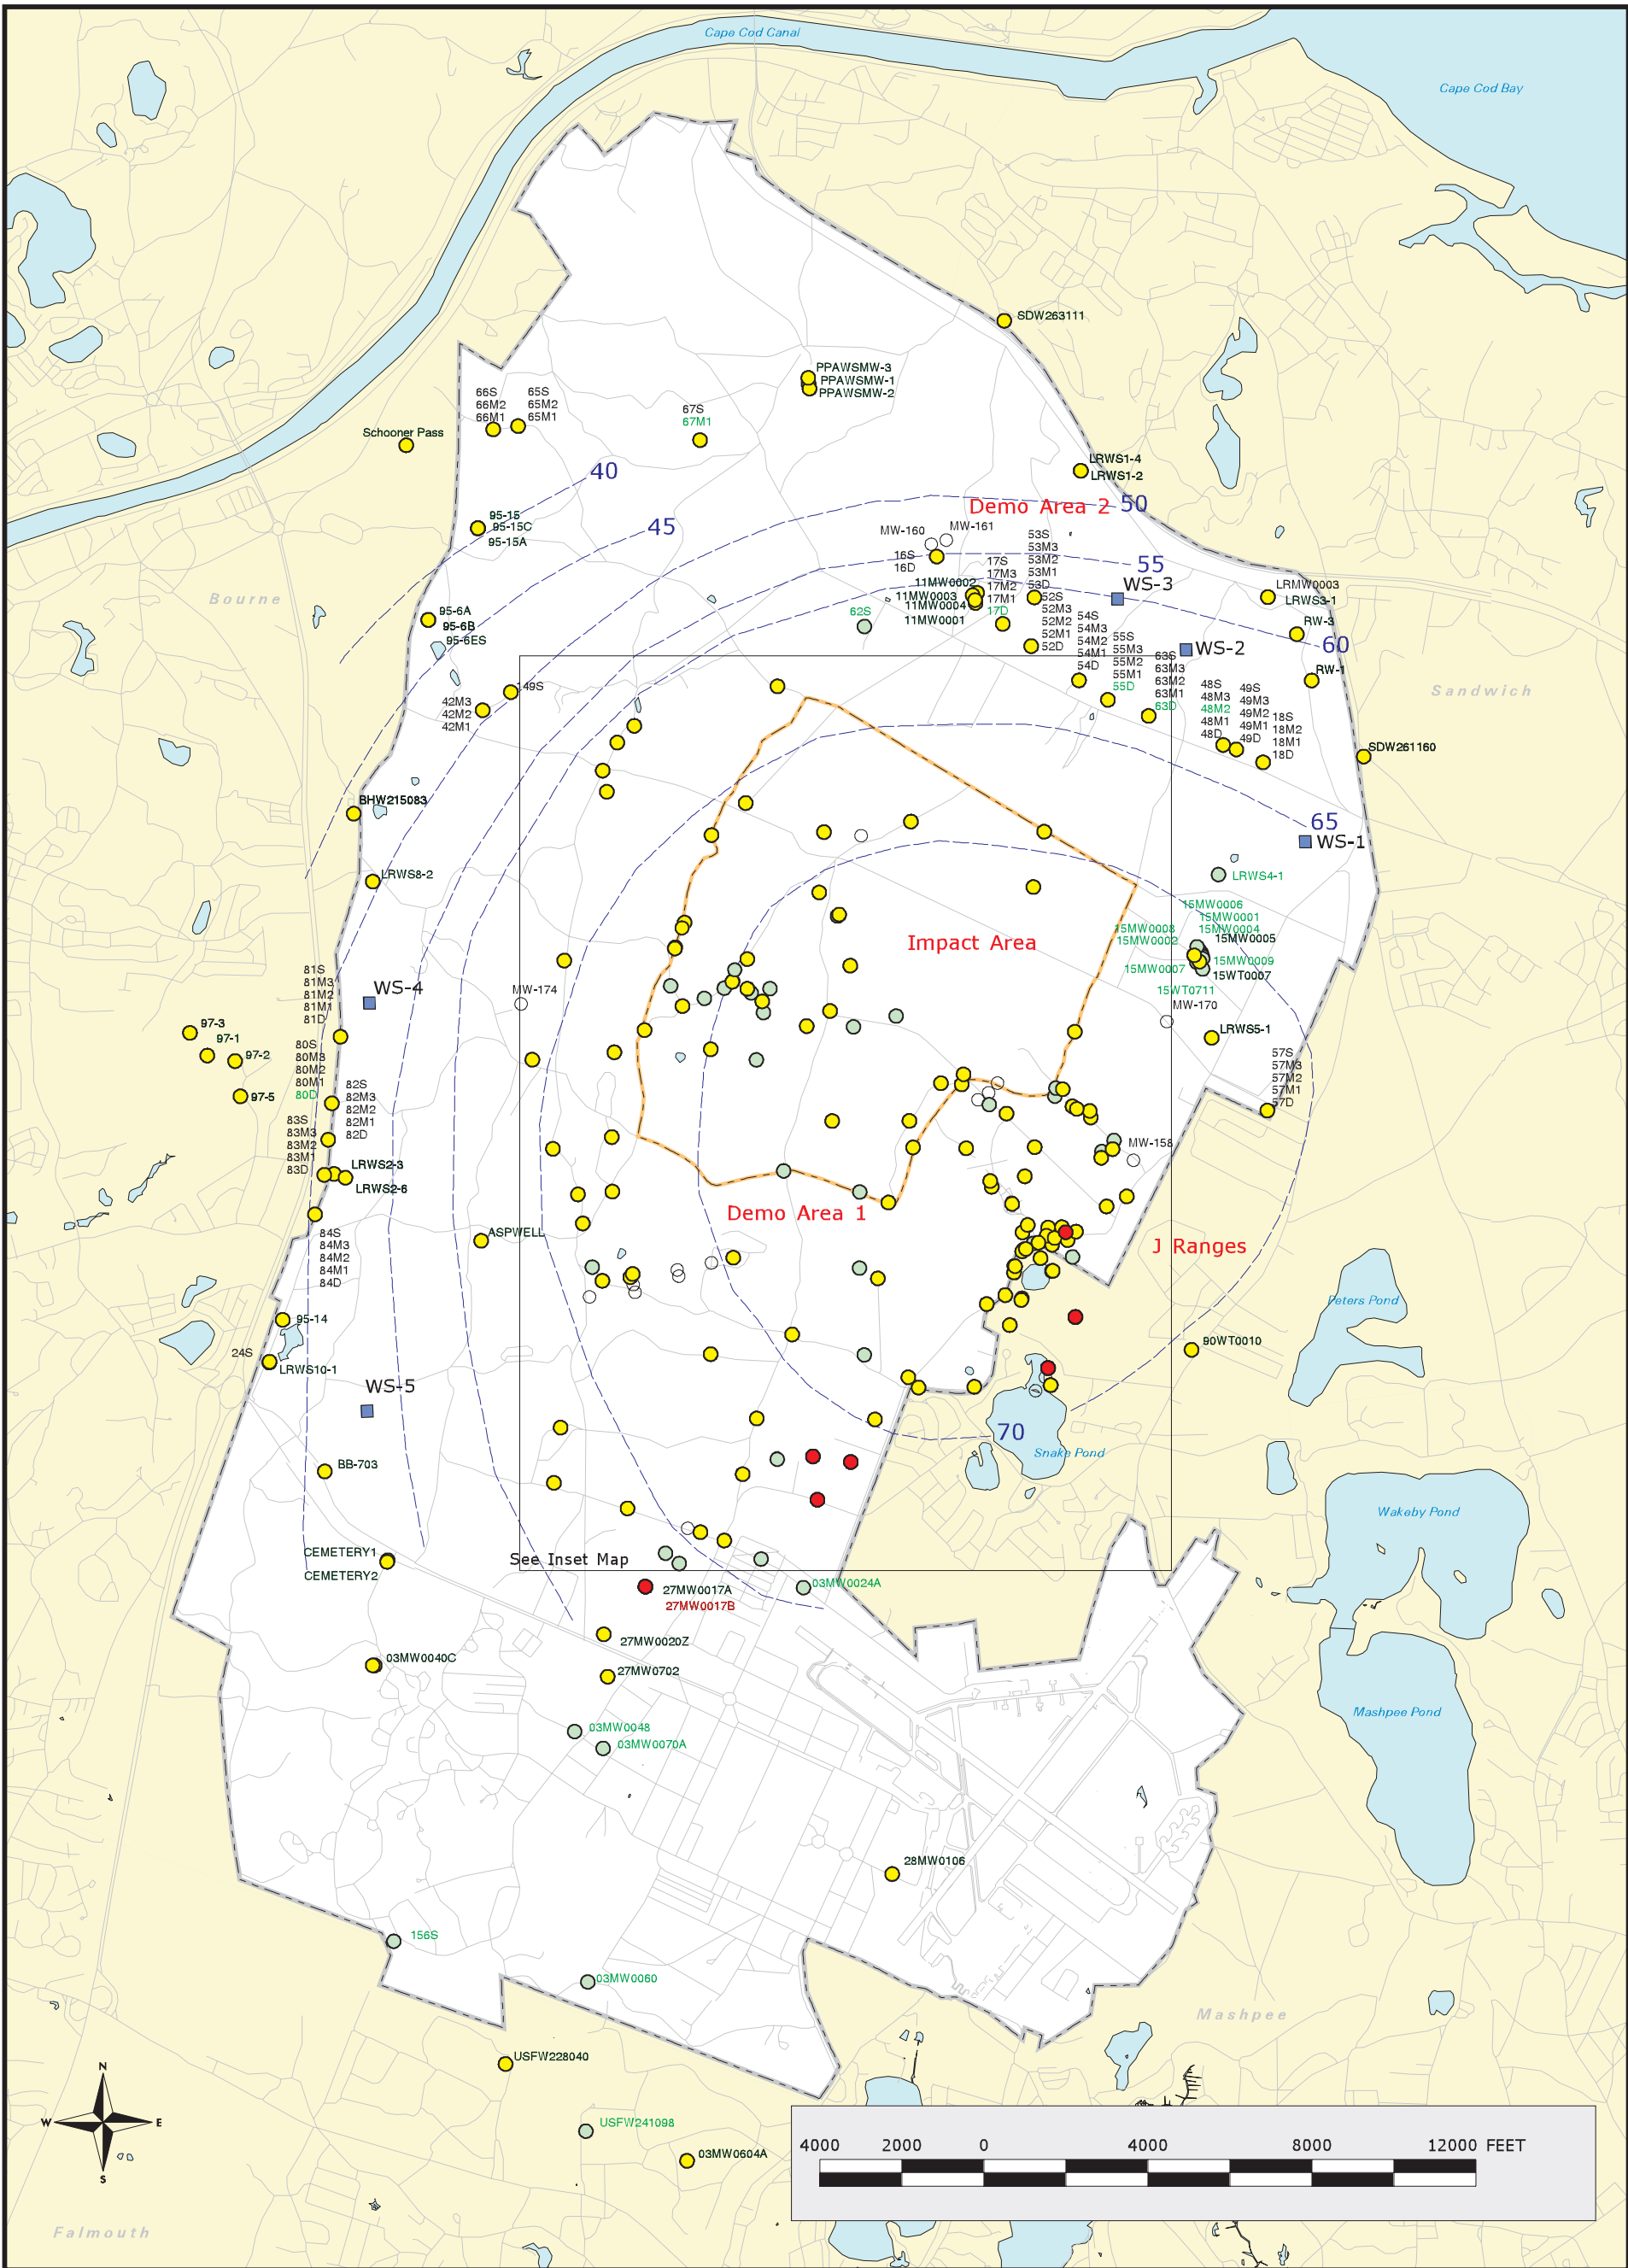 Cape Cod Canal
Cape Cod Bay
SDW263111
PPAWSMW-3
PPAWSMW-1
PPAWSMW-2
66S
66M2
66M1
65S
65M2
65M1
67S
67M1
Schooner Pass
LRWS1-4
LRWS1-2
40
Demo Area 2
50
45
95-15
95-15C
95-15A
MW-160
MW-161
16S
16D
53S
53M3
53M2
53M1
53D
55
17S
17M3
17M2
17M1
17D
11MW0002
11MW0003
11MW0004
11MW0001
WS-3
LRMW0003
LRWS3-1
Bourne
95-6A
95-6B
95-6ES
62S
52S
52M3
52M2
52M1
52D
54S
54M3
54M2
54M1
54D
55S
55M3
55M2
55M1
55D
RW-3
60
WS-2
63S
63M3
63M2
63M1
63D
RW-1
Sandwich
149S
42M3
42M2
42M1
48S
48M3
48M2
48M1
48D
49S
49M3
49M2
49M1
49D
18S
18M2
18M1
18D
SDW261160
BHW215083
65
WS-1
LRWS8-2
LRWS4-1
15MW0006
15MW0001
15MW0004
15MW0008
15MW0002
15MW0005
Impact Area
15MW0009
15MW0007
15WT0007
15WT0711
81S
81M3
81M2
81M1
81D
WS-4
MW-174
MW-170
97-3
97-1
97-2
97-5
LRWS5-1
80S
80M3
80M2
80M1
80D
57S
57M3
57M2
57M1
57D
82S
82M3
82M2
82M1
82D
83S
83M3
83M2
83M1
83D
MW-158
LRWS2-3
LRWS2-6
Demo Area 1
ASPWELL
84S
84M3
84M2
84M1
84D
J Ranges
Peters Pond
95-14
24S
LRWS10-1
90WT0010
WS-5
70
Snake Pond
BB-703
Wakeby Pond
CEMETERY1
CEMETERY2
See Inset Map
27MW0017A
27MW0017B
03MW0024A
27MW0020Z
03MW0040C
27MW0702
Mashpee Pond
03MW0048
03MW0070A
28MW0106
156S
03MW0060
Mashpee
USFW228040
USFW241098
03MW0604A
N
W
E
S
4000
2000
0
4000
8000
12000 FEET
Falmouth